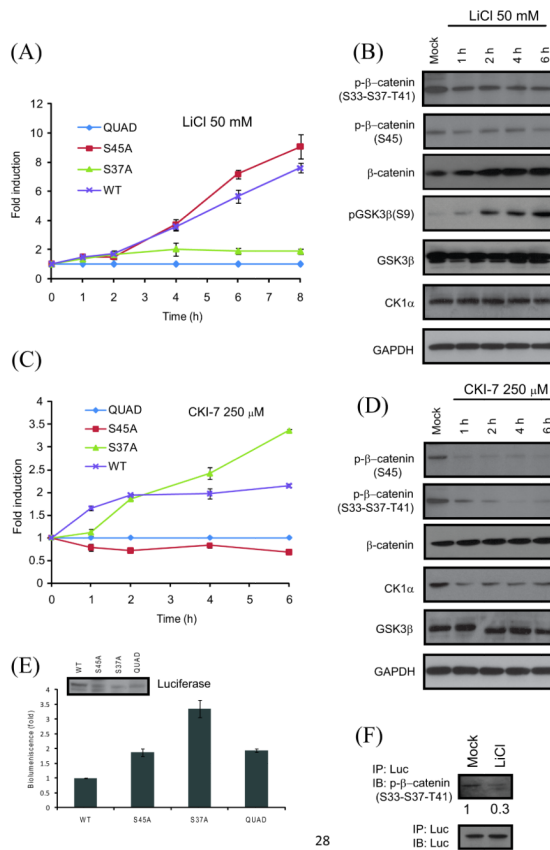 (A)
LiCl 50 mM
QUAD
S45A
S37A
WT
Fold induction
12
10
8
6
4
2
0
0 1 2 3 4 5 6 7 8
Time (h)
(B)
LiCl 50 mM
Mock 1 h 2 h 4 h 6 h
p-β-catenin
(S33-S37-T41)
p-β-catenin
(S45)
β-catenin
pGSK3β(S9)
GSK3β
CK1α
GAPDH
(C)
CKI-7 250 μM
QUAD
S45A
S37A
WT
Fold induction
4
3.5
3
2.5
2
1.5
1
0.5
0
0 1 2 3 4 5 6
Time (h)
(D)
CKI-7 250 μM
Mock 1 h 2 h 4 h 6 h
p-β-catenin
(S45)
p-β-catenin
(S33-S37-T41)
β-catenin
CK1α
GSK3β
GAPDH
(E)
WT S45A S37A QUAD
Luciferase
Biolumeniscence (fold)
4
3.5
3
2.5
2
1.5
1
0.5
0
WT S45A S37A QUAD
(F)
Mock LiCl
IP: Luc
IB: p-β-catenin
(S33-S37-T41)
1 0.3
IP: Luc
IB: Luc
28